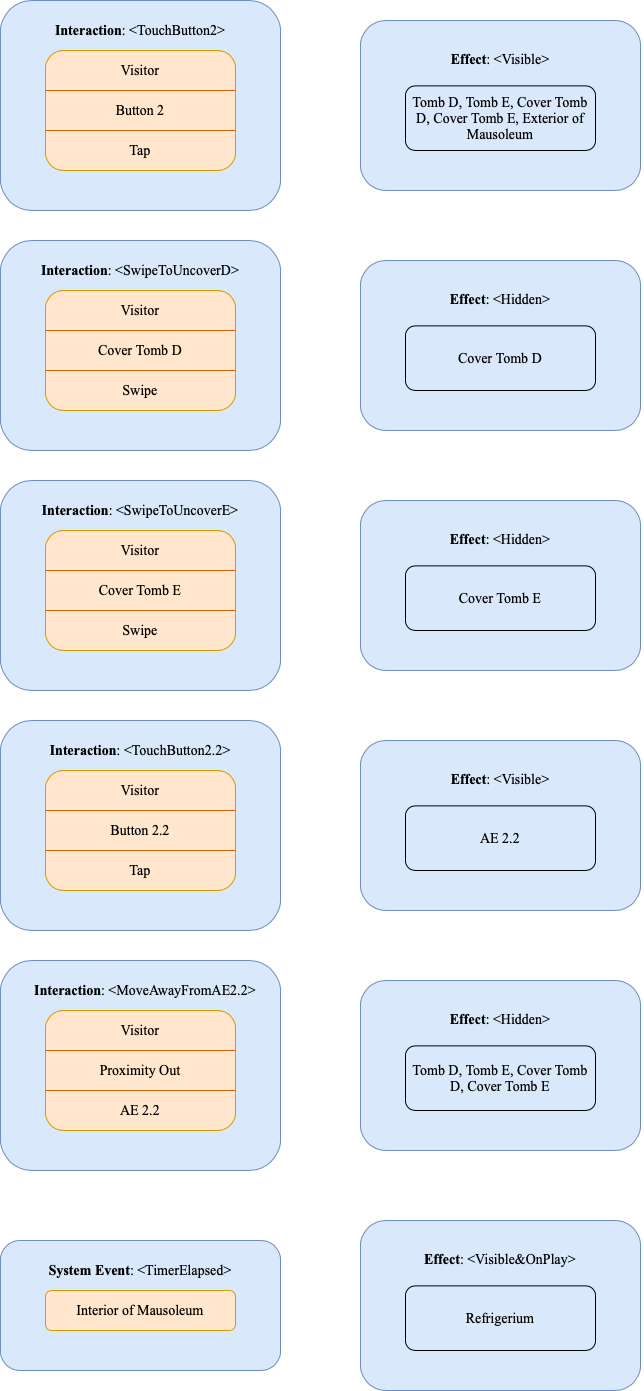 Interaction: <TouchButton2>
Visitor
Button 2
Tap
Effect: <Visible>
Tomb D, Tomb E, Cover Tomb
D, Cover Tomb E, Exterior of
Mausoleum
Interaction: <SwipeToUncoverD>
Visitor
Cover Tomb D
Swipe
Effect: <Hidden>
Cover Tomb D
Interaction: <SwipeToUncoverE>
Visitor
Cover Tomb E
Swipe
Effect: <Hidden>
Cover Tomb E
Interaction: <TouchButton2.2>
Visitor
Button 2.2
Tap
Effect: <Visible>
AE 2.2
Interaction: <MoveAwayFromAE2.2>
Visitor
Proximity Out
AE 2.2
Effect: <Hidden>
Tomb D, Tomb E, Cover Tomb
D, Cover Tomb E
System Event: <TimerElapsed>
Interior of Mausoleum
Effect: <Visible&OnPlay>
Refrigerium